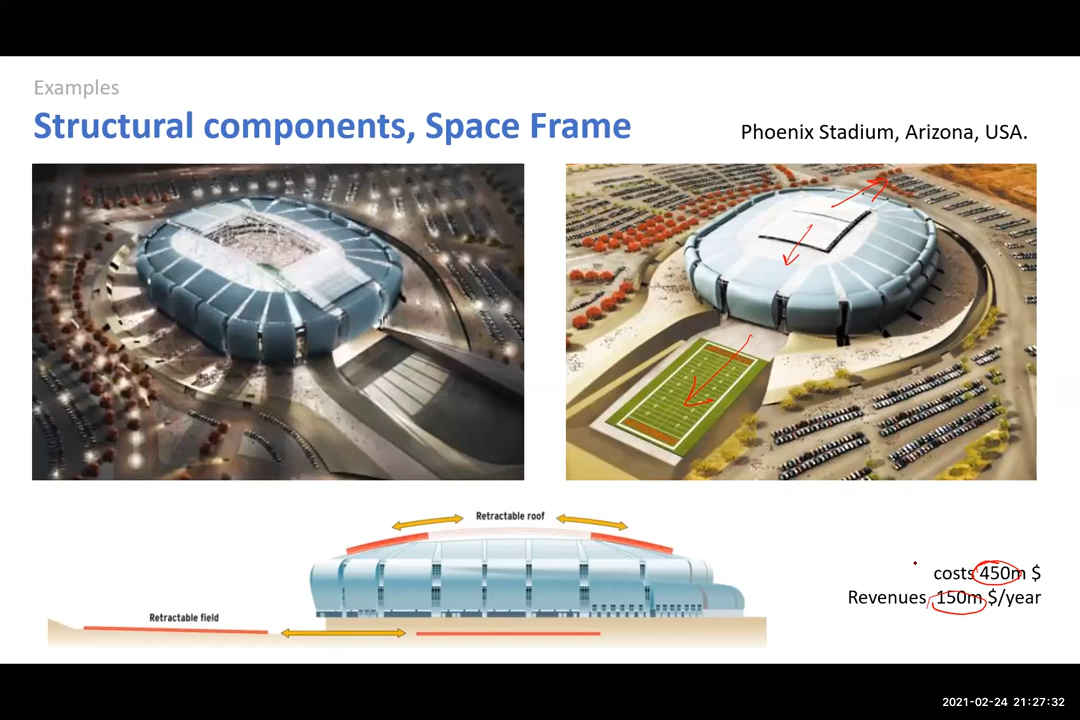 Examples
Structural components, Space Frame
Phoenix Stadium, Arizona, USA.
Retractable roof
Retractable field
costs 450m $
Revenues 150m $/year
2021-02-24 21:27:32